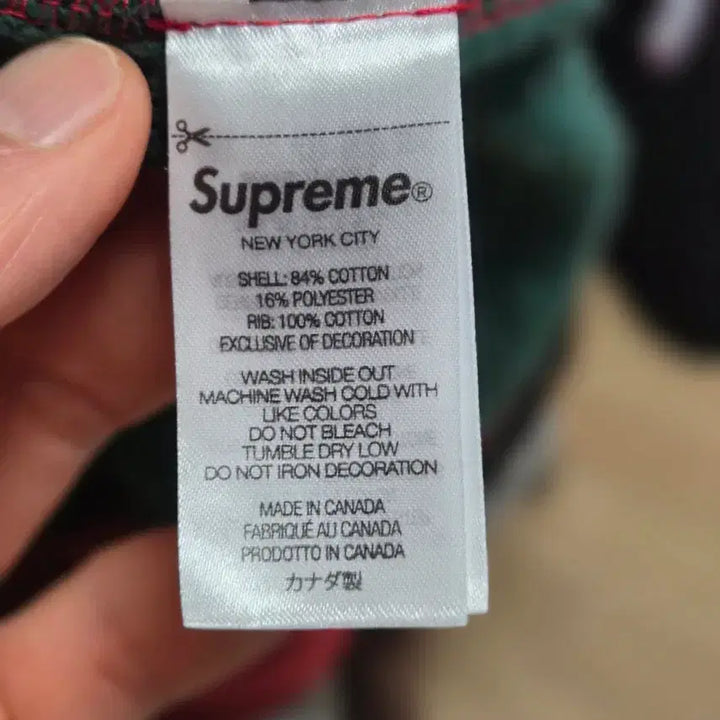 Supreme®
NEW YORK CITY
SHELL: 84% COTTON
16% POLYESTER
RIB: 100% COTTON
EXCLUSIVE OF DECORATION
WASH INSIDE OUT
MACHINE WASH COLD WITH
LIKE COLORS
DO NOT BLEACH
TUMBLE DRY LOW
DO NOT IRON DECORATION
MADE IN CANADA
FABRIQUÉ AU CANADA
PRODOTTO IN CANADA
カナダ製